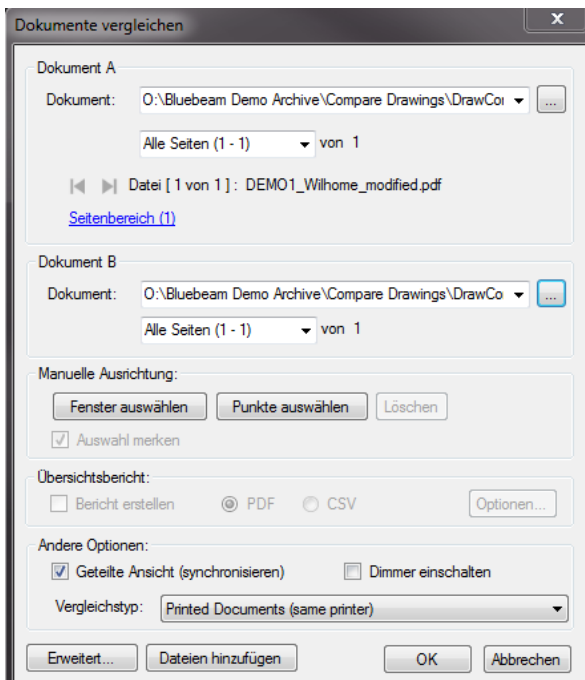 Dokumente vergleichen
x
Dokument A
Dokument: O:\Bluebeam Demo Archive\Compare Drawings\DrawCo ...
Alle Seiten (1 - 1) von 1
Datei [ 1 von 1 ] : DEMO1_Wilhome_modified.pdf
Seitenbereich (1)
Dokument B
Dokument: O:\Bluebeam Demo Archive\Compare Drawings\DrawCo ...
Alle Seiten (1 - 1) von 1
Manuelle Ausrichtung:
Fenster auswählen Punkte auswählen Löschen
Auswahl merken
Übersichtsbericht:
Bericht erstellen PDF CSV Optionen...
Andere Optionen:
Geteilte Ansicht (synchronisieren) Dimmer einschalten
Vergleichstyp: Printed Documents (same printer)
Erweitert... Dateien hinzufügen OK Abbrechen